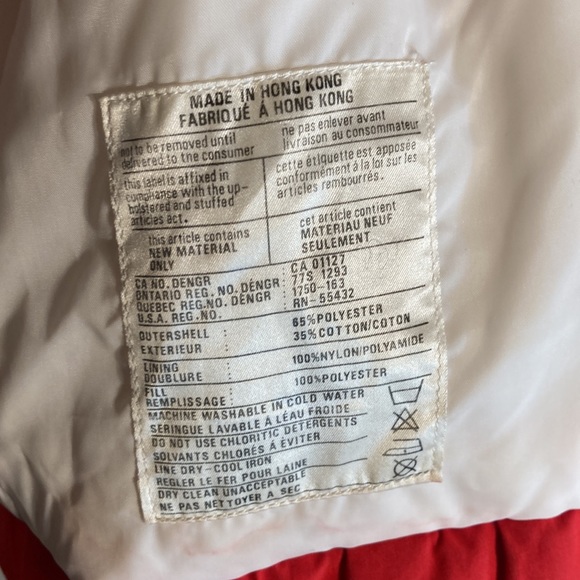 MADE IN HONG KONG
FABRIQUÉ Á HONG KONG
not to be removed until
delivered to the consumer
ne pas enlever avant
livraison au consommateur
this label is affixed in
compliance with the up-
bolstered and stuffed
articles act.
cette étiquette est apposée
conformément à la loi sur les
articles rembourrés.
this article contains
NEW MATERIAL
ONLY
cet article contient
MATERIAU NEUF
SEULEMENT
CA NO. DENGR : CA 01127
ONTARIO REG. NO. DENGR : 77S 1293
QUEBEC REG.NO. DENGR : 1750-163
U.S.A. REG.NO. : RN-55432
OUTERSHELL : 65%POLYESTER
EXTERIEUR : 35%COTTON/COTON
LINING
DOUBLURE : 100%NYLON/POLYAMIDE
FILL
REMPLISSAGE : 100%POLYESTER
MACHINE WASHABLE IN COLD WATER
SERINGUE LAVABLE À LÉAU FROIDE
DO NOT USE CHLORITIC DETERGENTS
SOLVANTS CHLORÉS À ÉVITER
LINE DRY-COOL IRON
REGLER LE FER POUR LAINE
DRY CLEAN UNACCEPTABLE
NE PAS NETTOYER A SEC